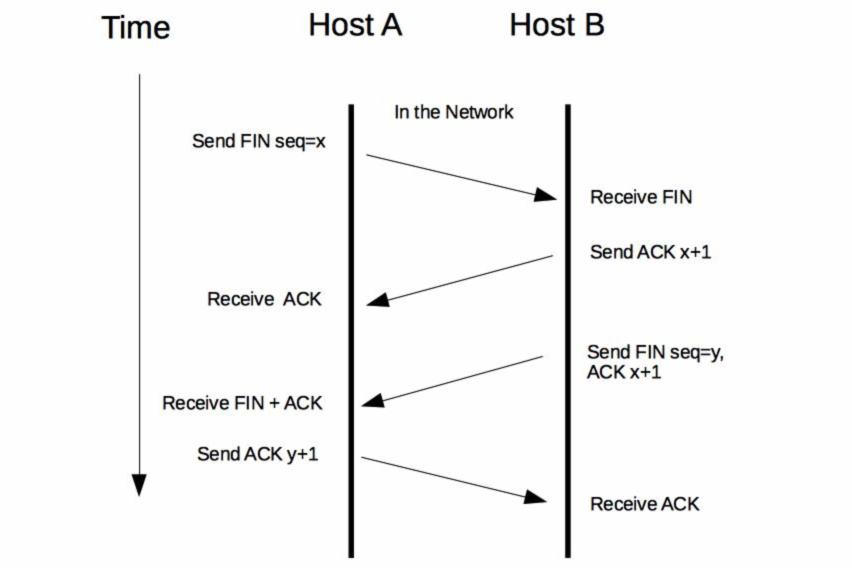 Time
Host A
Host B
In the Network
Send FIN seq=x
Receive FIN
Send ACK x+1
Receive ACK
Send FIN seq=y,
ACK x+1
Receive FIN + ACK
Send ACK y+1
Receive ACK